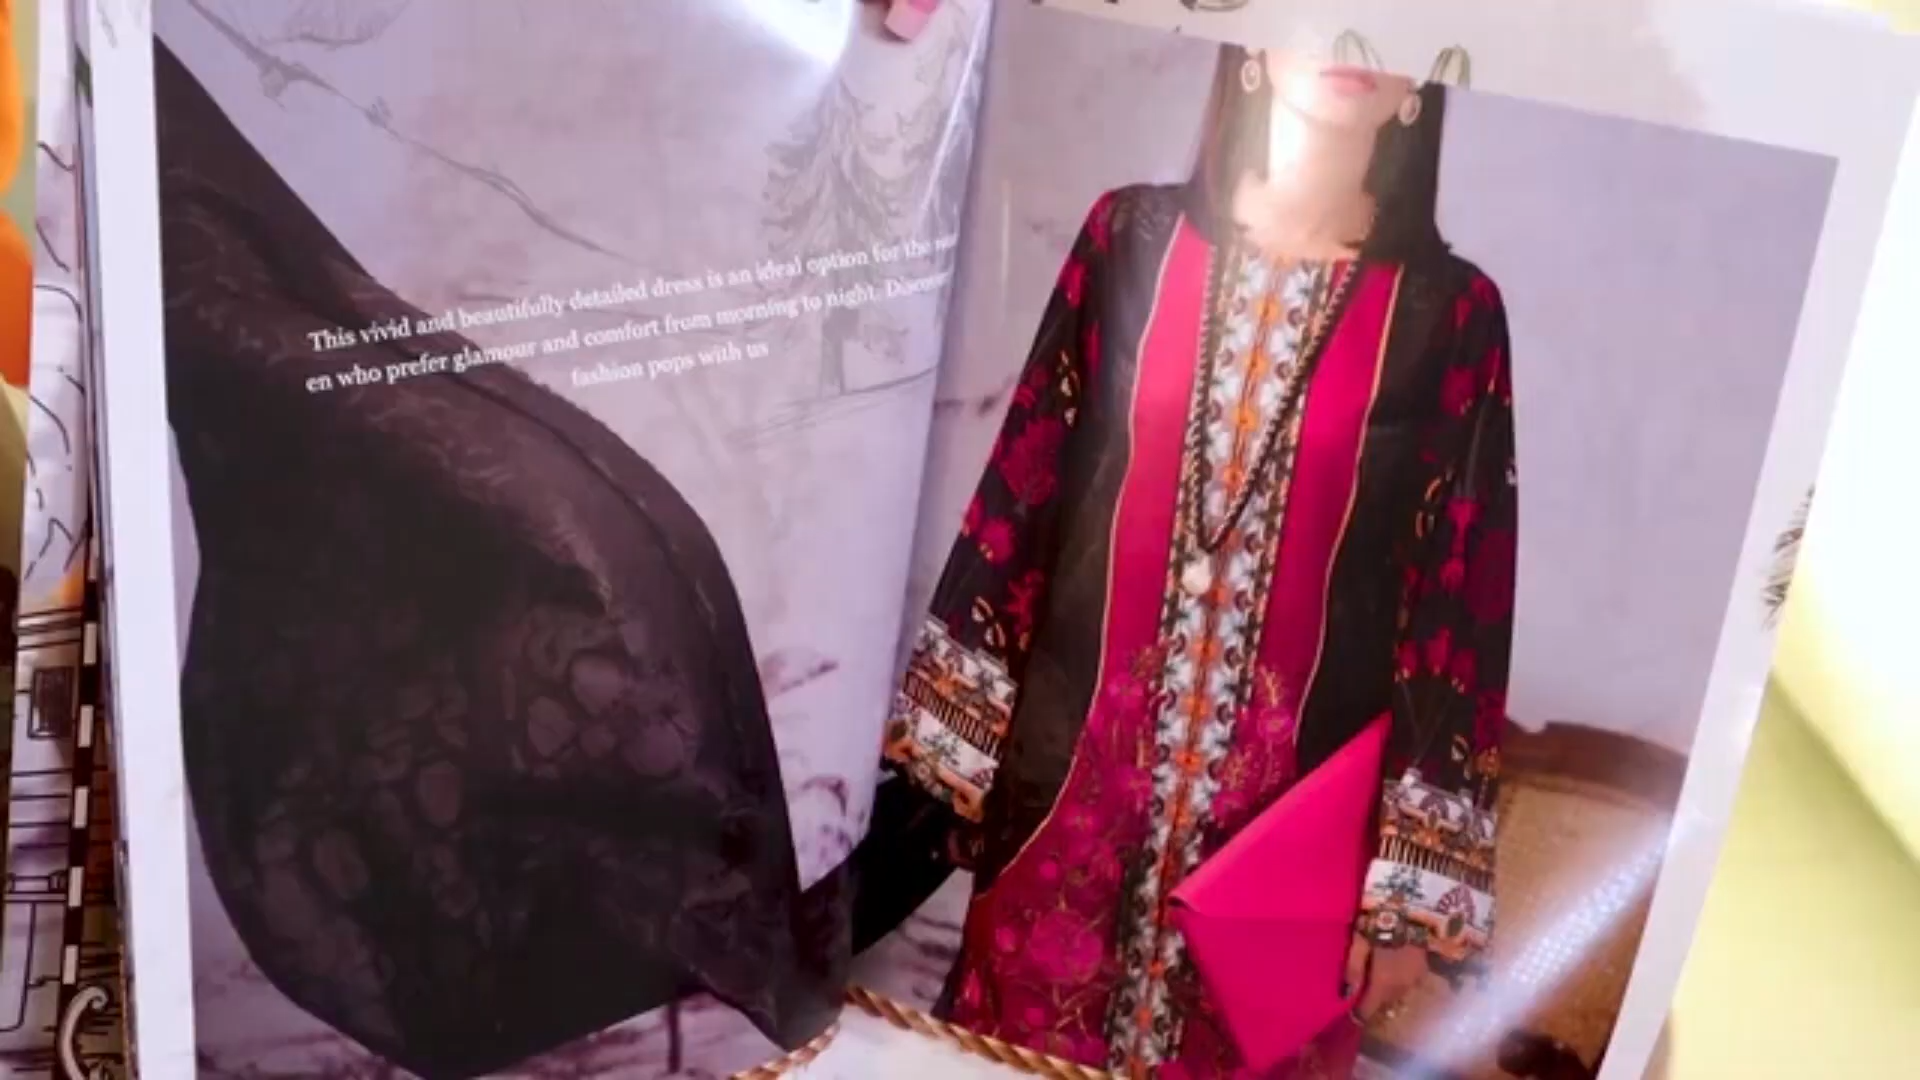 This vivid and beautifully detailed dress is an ideal option for the
en who prefer glamour and comfort from morning to night. Discover
fashion pops with us